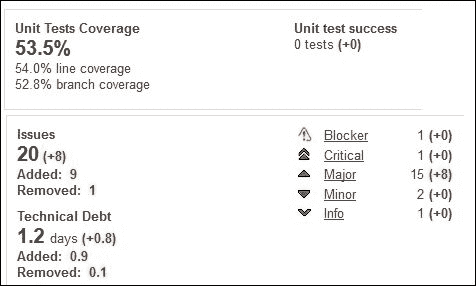 Unit Tests Coverage
53.5%
54.0% line coverage
52.8% branch coverage
Unit test success
0 tests (+0)
Issues
20 (+8)
Added: 9
Removed: 1
Technical Debt
1.2 days (+0.8)
Added: 0.9
Removed: 0.1
Blocker 1 (+0)
Critical 1 (+0)
Major 15 (+8)
Minor 2 (+0)
Info 1 (+0)